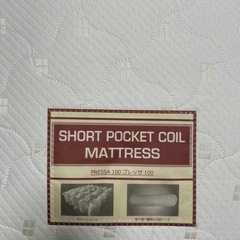 SHORT POCKET COIL
MATTRESS
PRESSA 100 プレッサ 100